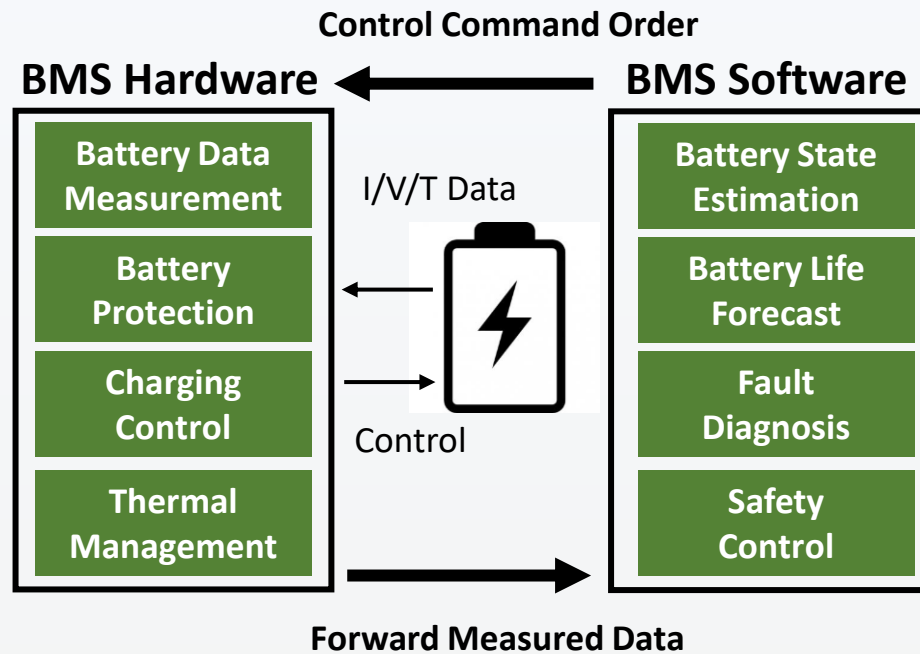 Control Command Order
BMS Hardware
BMS Software
Battery Data
Measurement
Battery
Protection
Charging
Control
Thermal
Management
I/V/T Data
Control
Battery State
Estimation
Battery Life
Forecast
Fault
Diagnosis
Safety
Control
Forward Measured Data